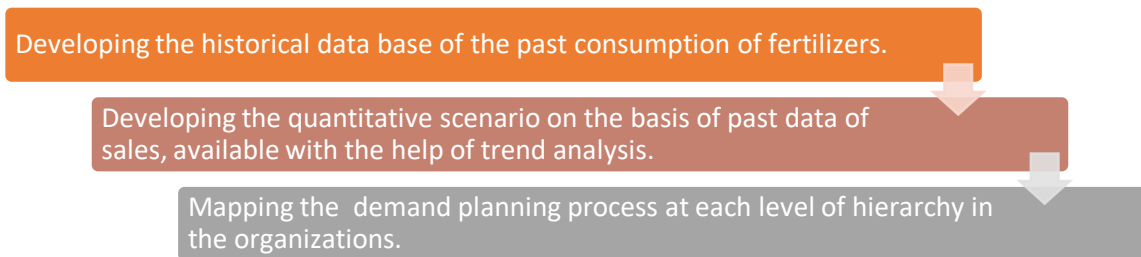 Developing the historical data base of the past consumption of fertilizers.
Developing the quantitative scenario on the basis of past data of
sales, available with the help of trend analysis.
Mapping the  demand planning process at each level of hierarchy in
the organizations.